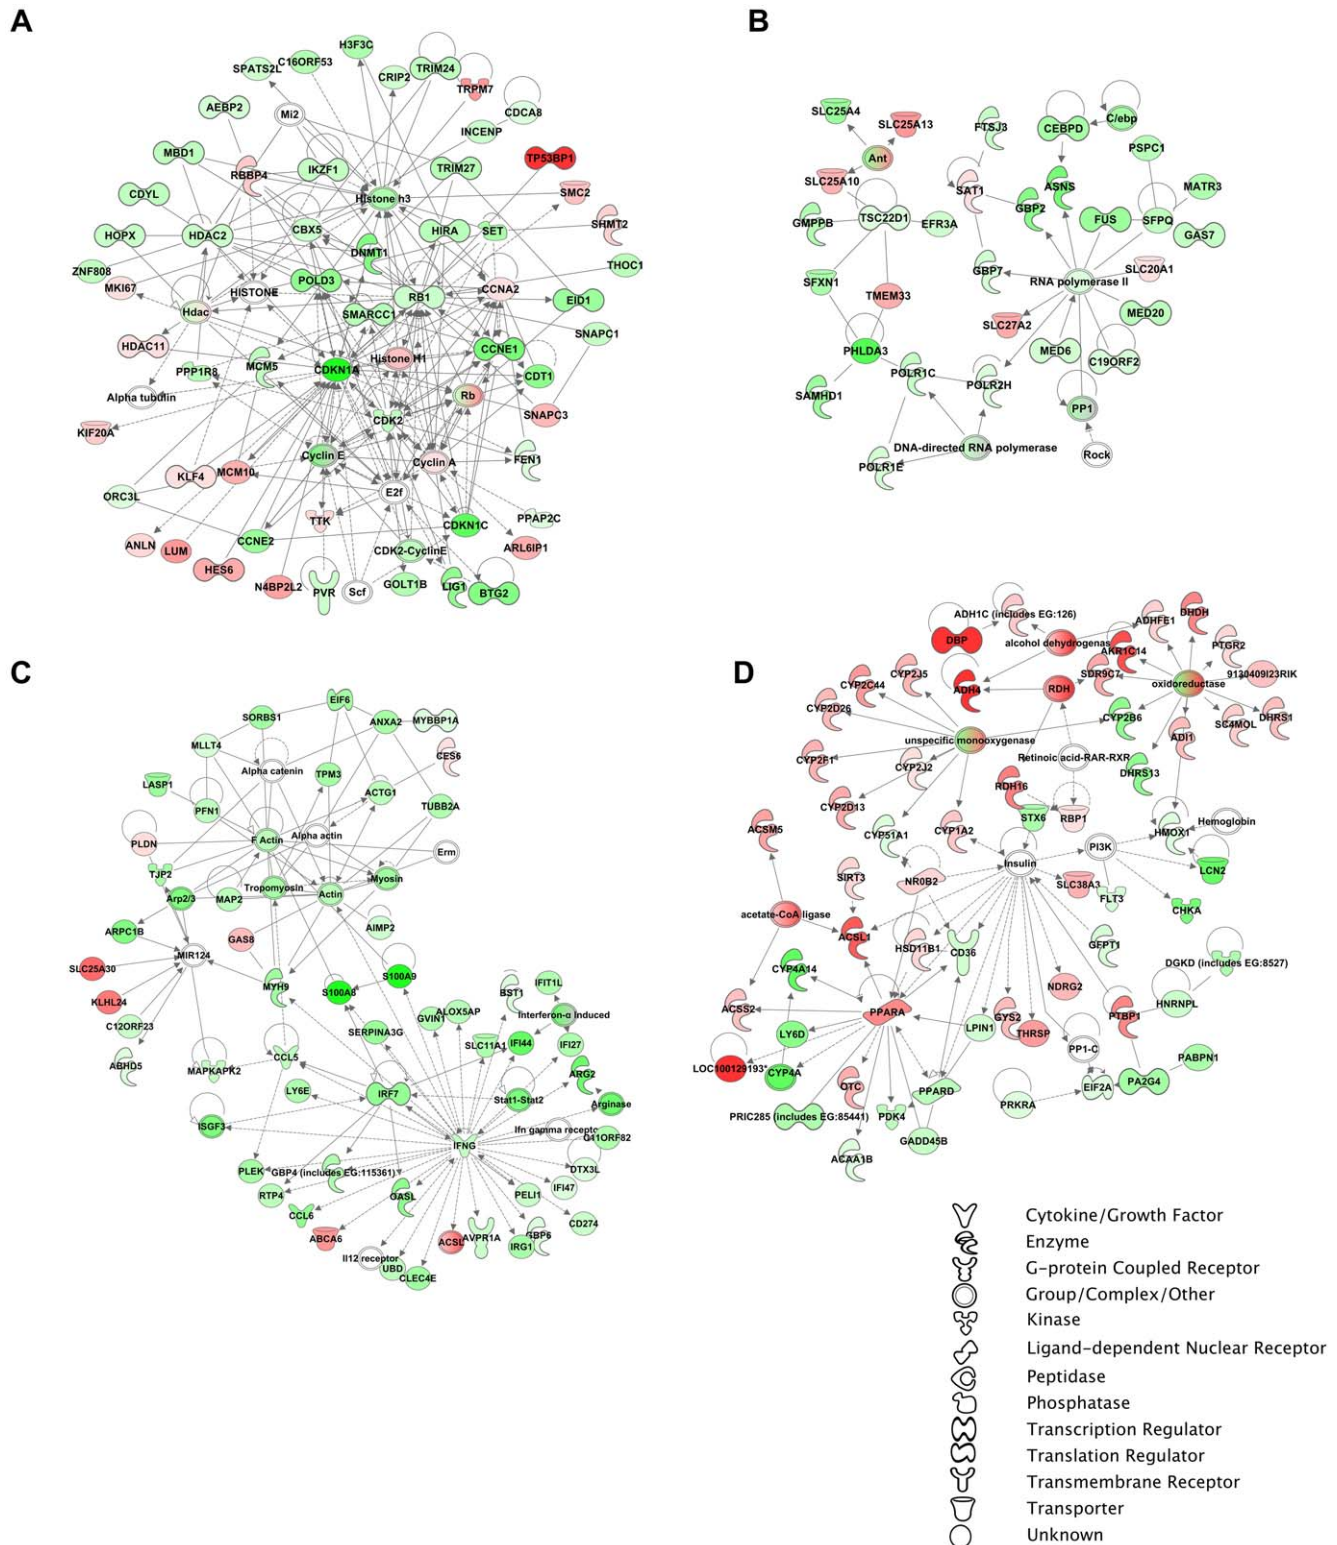 A
H3F3C
C16ORF53
SPATS2L
TRIM24
CRIP2
TRPM7
AEBP2
Mi2
CDCA8
INCENP
MBD1
TP53BP1
RBBP4
IKZF1
TRIM27
CDYL
Histone h3
SMC2
SHMT2
HOPX
HDAC2
CBX5
HIRA
SET
DNMT1
THOC1
ZNF808
MKI67
HISTONE
POLD3
RB1
CCNA2
EID1
Hdac
SMARCC1
SNAPC1
HDAC11
Histone H1
CCNE1
PPP1R8
MCM5
CDKN1A
CDT1
Alpha tubulin
Rb
SNAPC3
CDK2
KIF20A
Cyclin E
Cyclin A
FEN1
KLF4
MCM10
ORC3L
E2f
TTK
CDKN1C
PPAP2C
ANLN
LUM
CCNE2
CDK2-CyclinE
ARL6IP1
HES6
N4BP2L2
PVR
Scf
GOLT1B
LIG1
BTG2
B
SLC25A4
SLC25A13
FTSJ3
CEBPD
C/ebp
Ant
PSPC1
SLC25A10
SAT1
ASNS
MATR3
GBP2
GMPPB
TSC22D1
EFR3A
FUS
SFPQ
GAS7
GBP7
SLC20A1
SFXN1
RNA polymerase II
TMEM33
SLC27A2
MED20
PHLDA3
MED6
C19ORF2
POLR1C
POLR2H
SAMHD1
PP1
DNA-directed RNA polymerase
Rock
POLR1E
C
EIF6
SORBS1
ANXA2
MYBBP1A
MLLT4
CES6
Alpha catenin
TPM3
LASP1
ACTG1
PFN1
TUBB2A
F Actin
Alpha actin
PLDN
Erm
TJP2
Myosin
Tropomyosin
Actin
Arp2/3
MAP2
ARPC1B
AIMP2
GAS8
MIR124
SLC25A30
S100A9
MYH9
S100A8
KLHL24
IFIT1L
BST1
ALOX5AP
GVIN1
Interferon-α Induced
C12ORF23
SERPINA3G
SLC11A1
IFI44
IFI27
ABHD5
CCL5
MAPKAPK2
ARG2
LY6E
IRF7
Stat1-Stat2
Arginase
ISGF3
Ifn gamma recepto
C11ORF82
IFNG
PLEK
GBP4 (includes EG:115361)
DTX3L
IFI47
RTP4
OASL
PELI1
CCL6
CD274
ABCA6
ACSL
AVPR1A
GBP6
IRG1
Il12 receptor
UBD
CLEC4E
D
ADH1C (includes EG:126)
DHDH
DBP
ADHFE1
alcohol dehydrogenas
PTGR2
AKR1C14
CYP2J5
SDR9C7
9130409I23RIK
CYP2C44
ADH4
RDH
oxidoreductase
CYP2D26
CYP2B6
SC4MOL
DHRS1
unspecific monooxygenase
ADI1
CYP2F1
CYP2J2
Retinoic acid-RAR-RXR
DHRS13
CYP2D13
RDH16
STX6
RBP1
ACSM5
CYP51A1
CYP1A2
HMOX1
Hemoglobin
PI3K
Insulin
LCN2
SIRT3
NR0B2
SLC38A3
FLT3
CHKA
acetate-CoA ligase
ACSL1
HSD11B1
CD36
GFPT1
CYP4A14
DGKD (includes EG:8527)
NDRG2
ACSS2
PPARA
GYS2
PTBP1
HNRNPL
LY6D
LPIN1
THRSP
PP1-C
LOC100129193*
CYP4A
PABPN1
OTC
PPARD
EIF2A
PA2G4
PRKRA
PRIC285 (includes EG:85441)
PDK4
GADD45B
ACAA1B
Cytokine/Growth Factor
Enzyme
G-protein Coupled Receptor
Group/Complex/Other
Kinase
Ligand-dependent Nuclear Receptor
Peptidase
Phosphatase
Transcription Regulator
Translation Regulator
Transmembrane Receptor
Transporter
Unknown